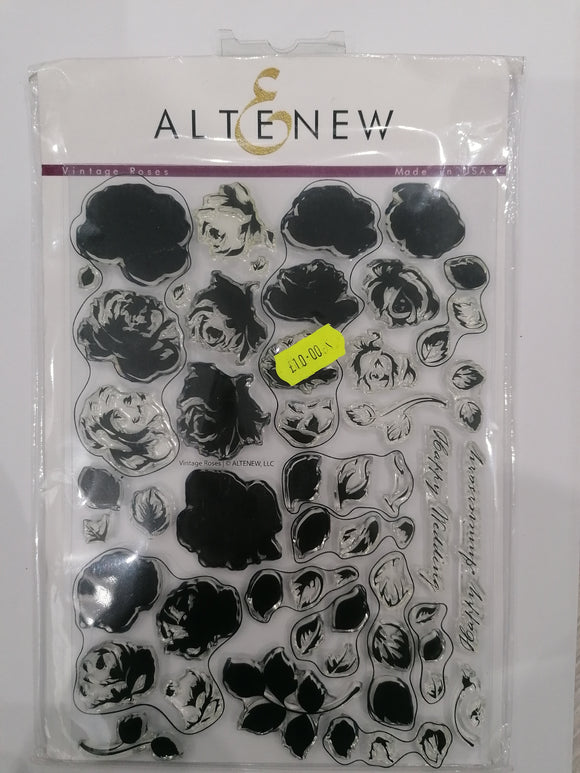 ALTENEW
Vintage Roses
Made in USA
£10-00
Vintage Roses | © ALTENEW, LLC
Happy Wedding
Happy Anniversary